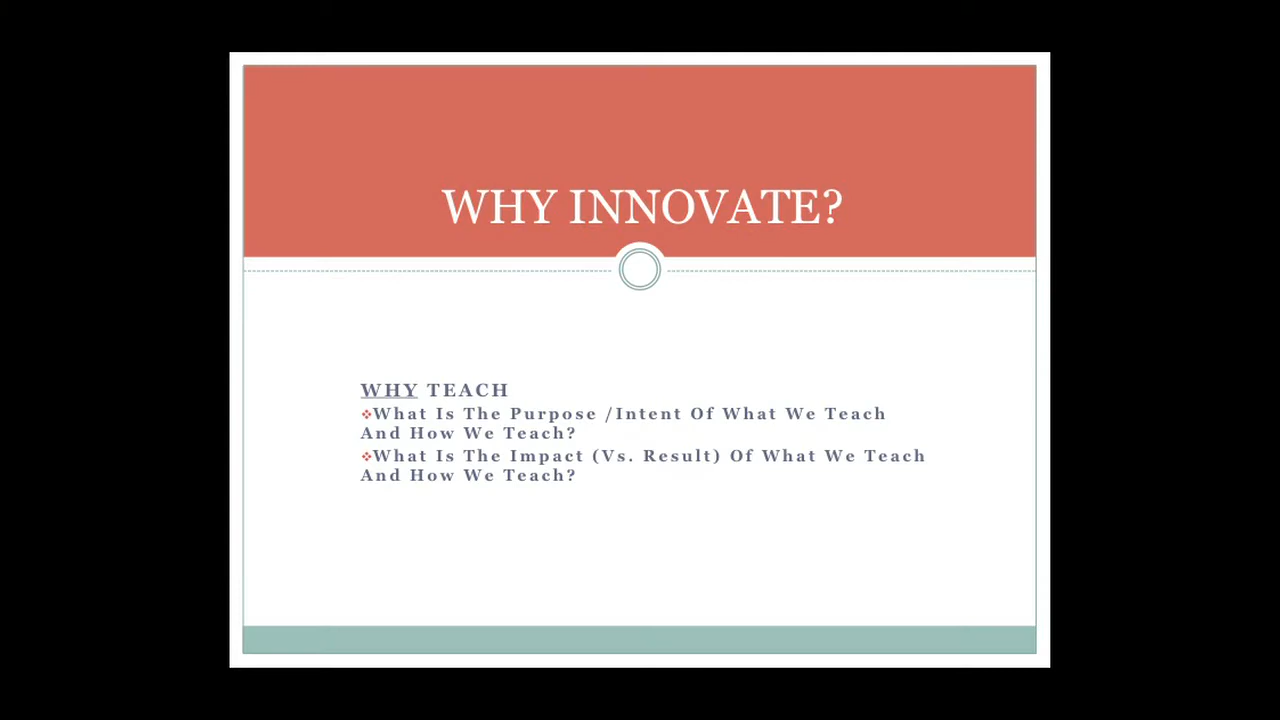 WHY INNOVATE?
WHY TEACH
❖What Is The Purpose /Intent Of What We Teach
And How We Teach?
❖What Is The Impact (Vs. Result) Of What We Teach
And How We Teach?